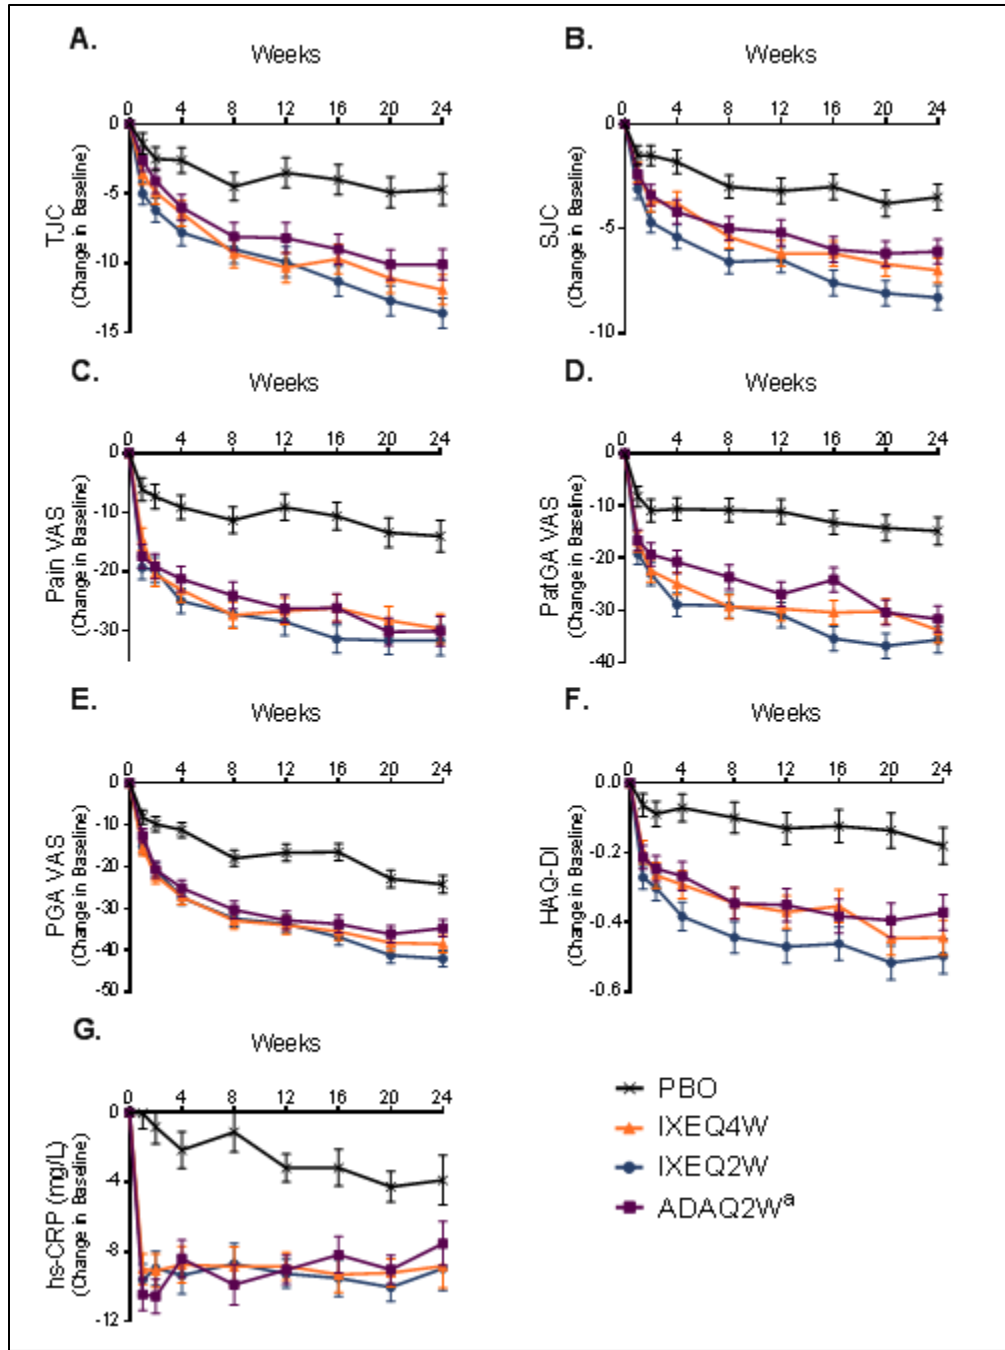 A.
Weeks
0 4 8 12 16 20 24
0
-5
-10
-15
TJC
(Change in Baseline)
B.
Weeks
0 4 8 12 16 20 24
0
-5
-10
SJC
(Change in Baseline)
C.
Weeks
0 4 8 12 16 20 24
0
-10
-20
-30
Pain VAS
(Change in Baseline)
D.
Weeks
0 4 8 12 16 20 24
0
-10
-20
-30
-40
PatGA VAS
(Change in Baseline)
E.
Weeks
0 4 8 12 16 20 24
0
-10
-20
-30
-40
-50
PGA VAS
(Change in Baseline)
F.
Weeks
0 4 8 12 16 20 24
0.0
-0.2
-0.4
-0.6
HAQ-DI
(Change in Baseline)
G.
Weeks
0 4 8 12 16 20 24
0
-4
-8
-12
hs-CRP (mg/L)
(Change in Baseline)
PBO
IXEQ4W
IXEQ2W
ADAQ2Wᵃ